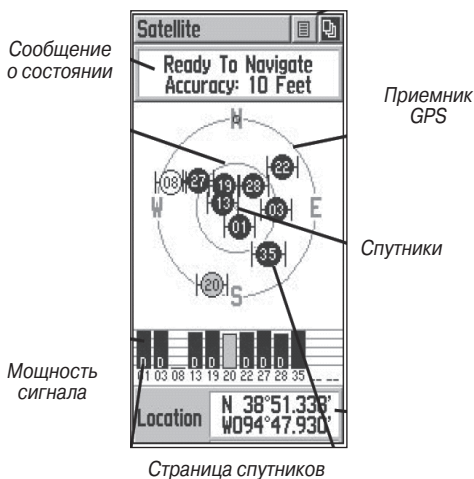 Satellite
Сообщение
о состоянии
Ready To Navigate
Accuracy: 10 Feet
Приемник
GPS
N
22
08
27
19
28
W
13
03
E
01
Спутники
35
20
S
Мощность
сигнала
D D D D D D D
01 03 08 13 19 20 22 27 28 35 __ __
Location
N 38°51.338'
W094°47.930'
Страница спутников